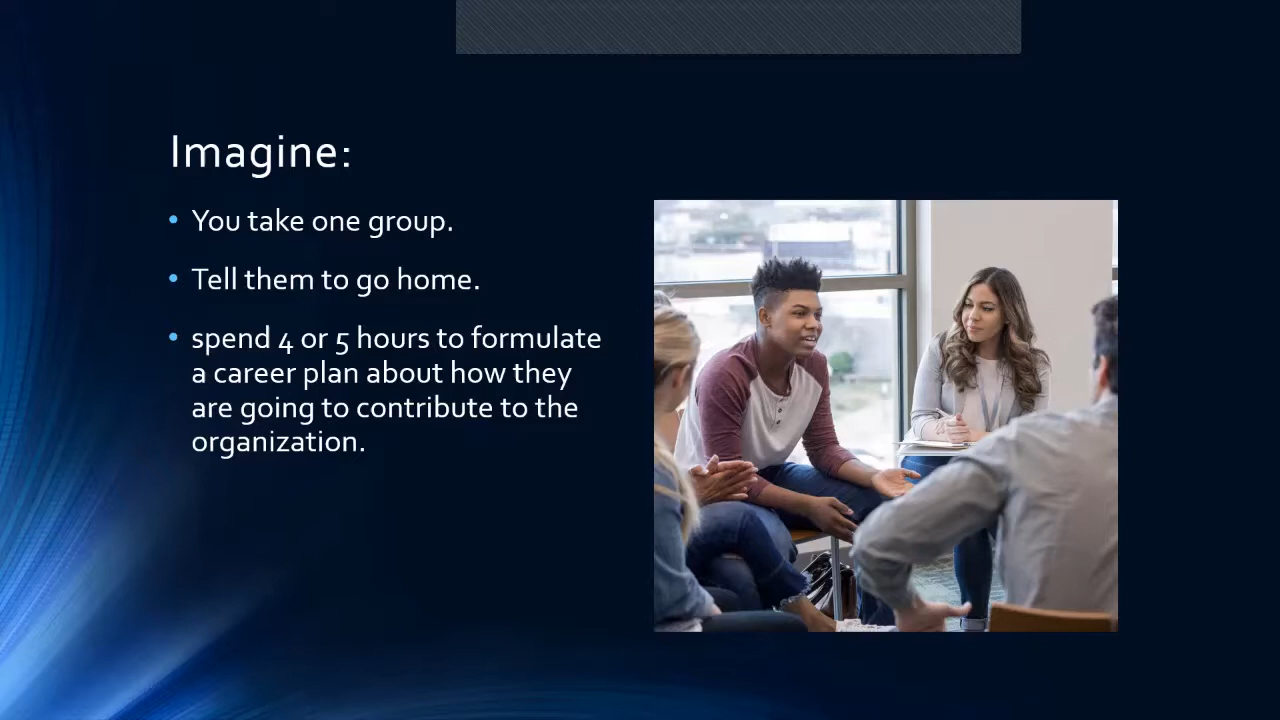 Imagine:
• You take one group.
• Tell them to go home.
• spend 4 or 5 hours to formulate
a career plan about how they
are going to contribute to the
organization.